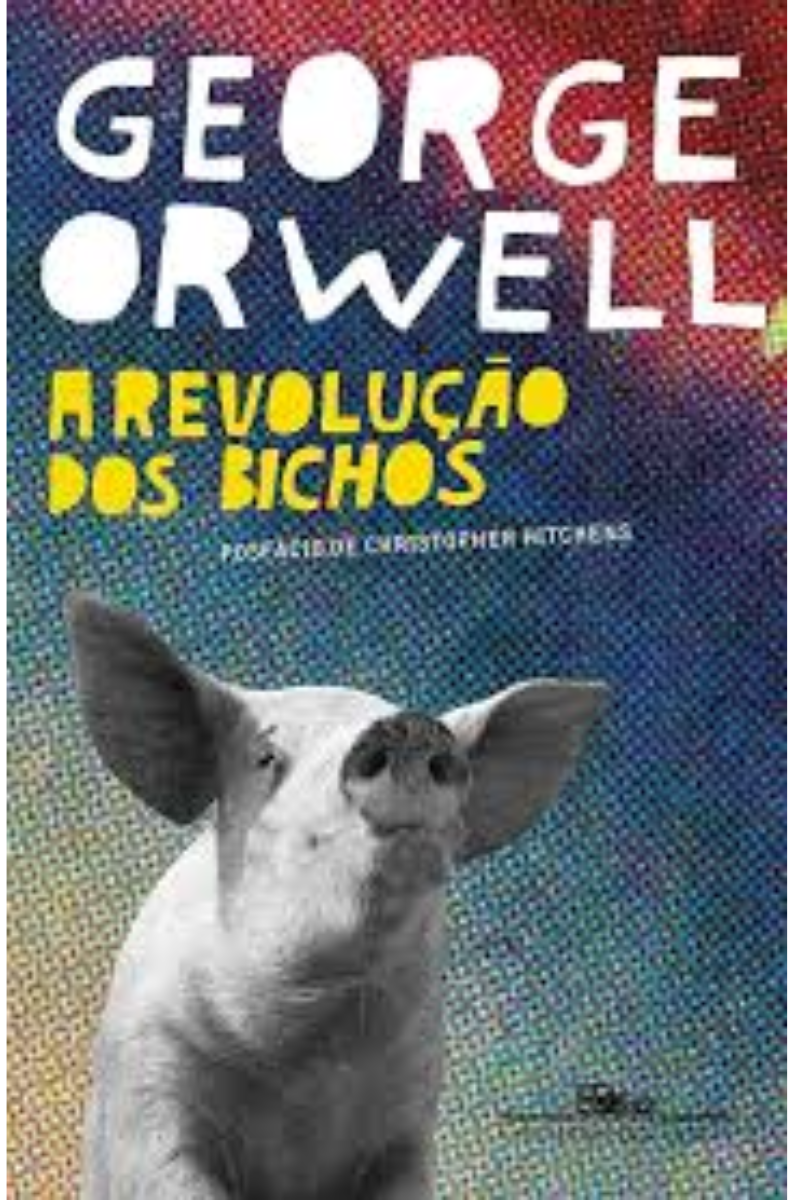 GEORGE
ORWELL
A REVOLUÇÃO
DOS BICHOS
POSFÁCIO DE CHRISTOPHER HITCHENS